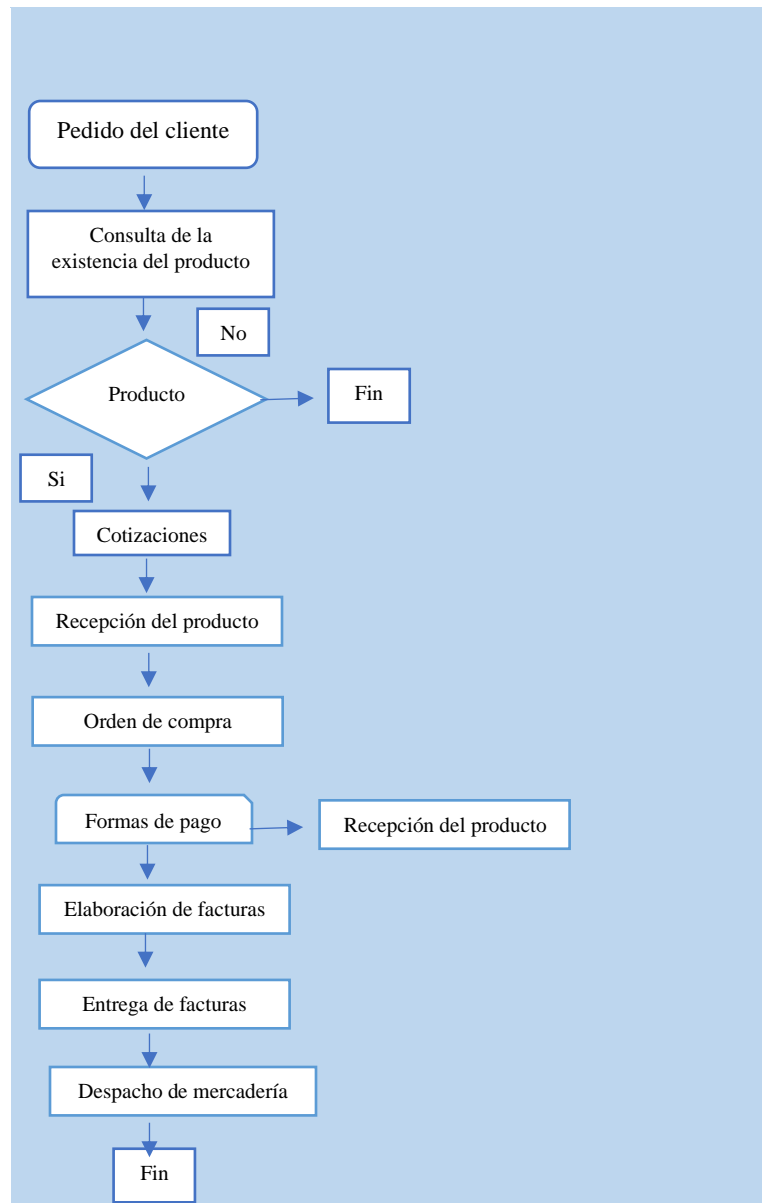 Pedido del cliente
Consulta de la
existencia del producto
No
Producto
Fin
Si
Cotizaciones
Recepción del producto
Orden de compra
Formas de pago
Recepción del producto
Elaboración de facturas
Entrega de facturas
Despacho de mercadería
Fin